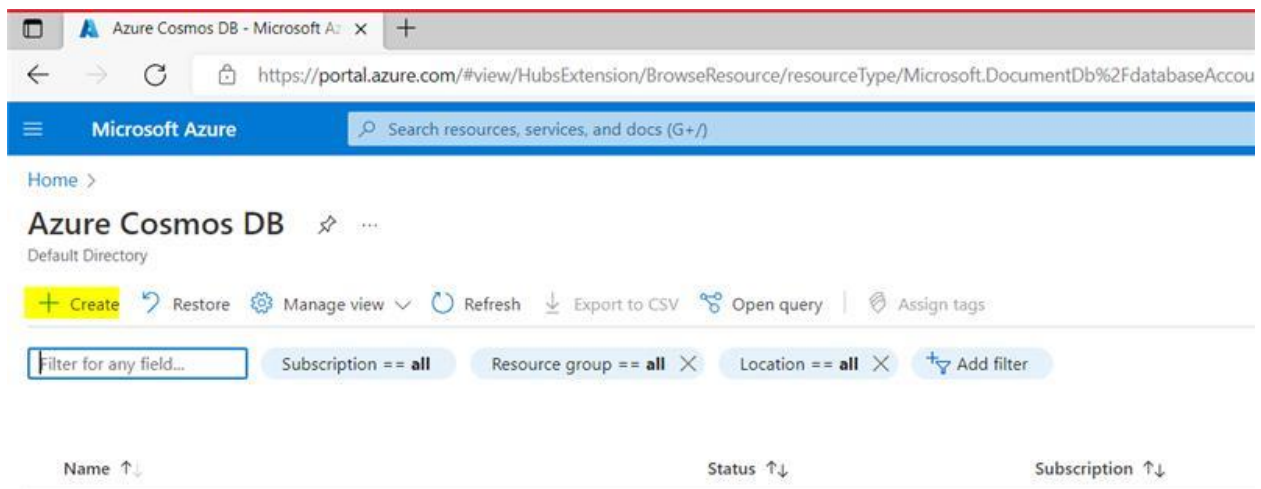 Azure Cosmos DB - Microsoft Az
https://portal.azure.com/#view/HubsExtension/BrowseResource/resourceType/Microsoft.DocumentDb%2FdatabaseAccou
Microsoft Azure Search resources, services, and docs (G+/)
Home >
Azure Cosmos DB ...
Default Directory
+ Create Restore Manage view Refresh Export to CSV Open query Assign tags
Filter for any field... Subscription == all Resource group == all Location == all Add filter
Name ↑↓ Status ↑↓ Subscription ↑↓